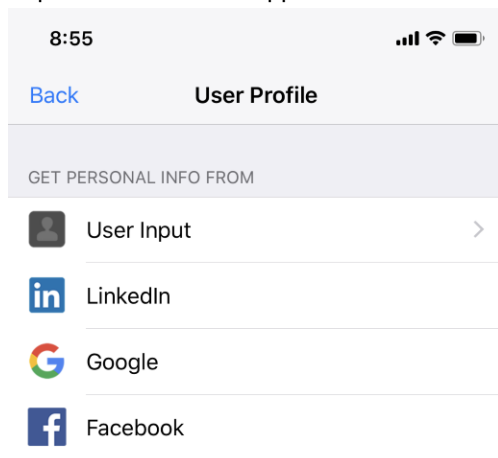 8:55
Back User Profile
GET PERSONAL INFO FROM
User Input
in LinkedIn
G Google
f Facebook